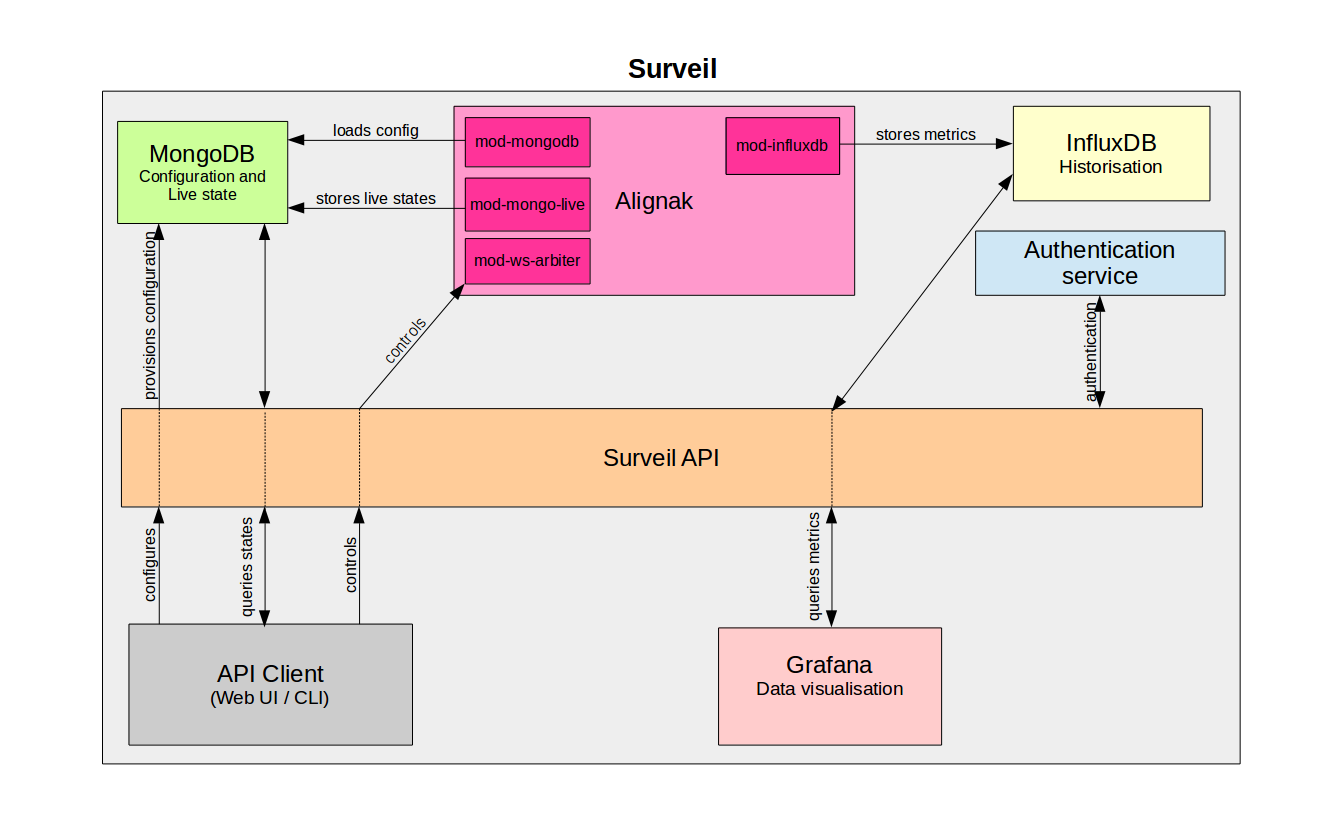 Surveil
MongoDB
Configuration and
Live state
loads config
stores live states
mod-mongodb
mod-mongo-live
mod-ws-arbiter
Alignak
mod-influxdb
stores metrics
InfluxDB
Historisation
Authentication
service
provisions configuration
controls
authentication
Surveil API
configures
queries states
controls
queries metrics
API Client
(Web UI / CLI)
Grafana
Data visualisation